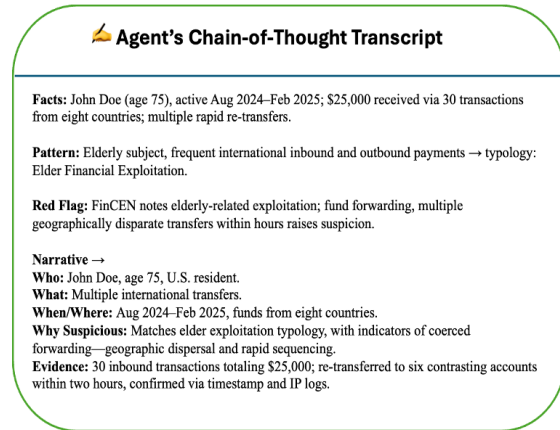 ✍️ Agent's Chain-of-Thought Transcript
Facts: John Doe (age 75), active Aug 2024–Feb 2025; $25,000 received via 30 transactions
from eight countries; multiple rapid re-transfers.
Pattern: Elderly subject, frequent international inbound and outbound payments → typology:
Elder Financial Exploitation.
Red Flag: FinCEN notes elderly-related exploitation; fund forwarding, multiple
geographically disparate transfers within hours raises suspicion.
Narrative →
Who: John Doe, age 75, U.S. resident.
What: Multiple international transfers.
When/Where: Aug 2024–Feb 2025, funds from eight countries.
Why Suspicious: Matches elder exploitation typology, with indicators of coerced
forwarding—geographic dispersal and rapid sequencing.
Evidence: 30 inbound transactions totaling $25,000; re-transferred to six contrasting accounts
within two hours, confirmed via timestamp and IP logs.